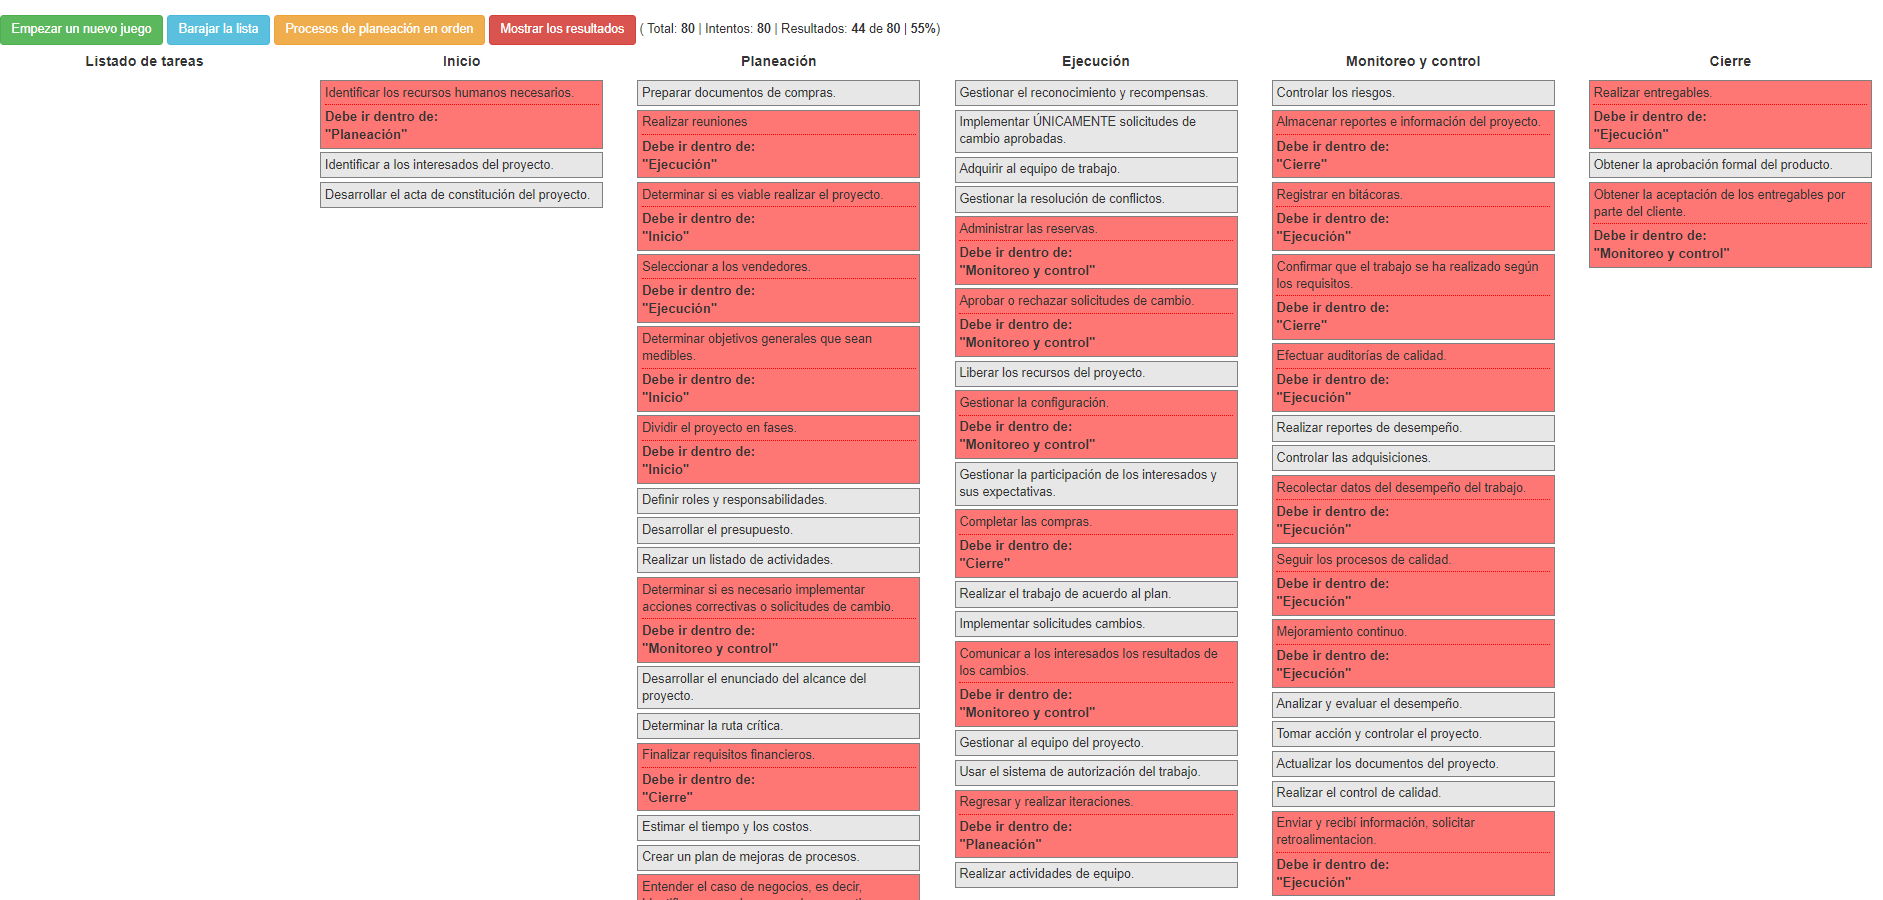 Empezar un nuevo juego
Barajar la lista
Procesos de planeación en orden
Mostrar los resultados
( Total: 80 | Intentos: 80 | Resultados: 44 de 80 | 55%)
Listado de tareas
Inicio
Identificar los recursos humanos necesarios.
Debe ir dentro de:
"Planeación"
Identificar a los interesados del proyecto.
Desarrollar el acta de constitución del proyecto.
Planeación
Preparar documentos de compras.
Realizar reuniones
Debe ir dentro de:
"Ejecución"
Determinar si es viable realizar el proyecto.
Debe ir dentro de:
"Inicio"
Seleccionar a los vendedores.
Debe ir dentro de:
"Ejecución"
Determinar objetivos generales que sean
medibles.
Debe ir dentro de:
"Inicio"
Dividir el proyecto en fases.
Debe ir dentro de:
"Inicio"
Definir roles y responsabilidades.
Desarrollar el presupuesto.
Realizar un listado de actividades.
Determinar si es necesario implementar
acciones correctivas o solicitudes de cambio.
Debe ir dentro de:
"Monitoreo y control"
Desarrollar el enunciado del alcance del
proyecto.
Determinar la ruta crítica.
Finalizar requisitos financieros.
Debe ir dentro de:
"Cierre"
Estimar el tiempo y los costos.
Crear un plan de mejoras de procesos.
Entender el caso de negocios, es decir,
Ejecución
Gestionar el reconocimiento y recompensas.
Implementar ÚNICAMENTE solicitudes de
cambio aprobadas.
Adquirir al equipo de trabajo.
Gestionar la resolución de conflictos.
Administrar las reservas.
Debe ir dentro de:
"Monitoreo y control"
Aprobar o rechazar solicitudes de cambio.
Debe ir dentro de:
"Monitoreo y control"
Liberar los recursos del proyecto.
Gestionar la configuración.
Debe ir dentro de:
"Monitoreo y control"
Gestionar la participación de los interesados y
sus expectativas.
Completar las compras.
Debe ir dentro de:
"Cierre"
Realizar el trabajo de acuerdo al plan.
Implementar solicitudes cambios.
Comunicar a los interesados los resultados de
los cambios.
Debe ir dentro de:
"Monitoreo y control"
Gestionar al equipo del proyecto.
Usar el sistema de autorización del trabajo.
Regresar y realizar iteraciones.
Debe ir dentro de:
"Planeación"
Realizar actividades de equipo.
Monitoreo y control
Controlar los riesgos.
Almacenar reportes e información del proyecto.
Debe ir dentro de:
"Cierre"
Registrar en bitácoras.
Debe ir dentro de:
"Ejecución"
Confirmar que el trabajo se ha realizado según
los requisitos.
Debe ir dentro de:
"Cierre"
Efectuar auditorías de calidad.
Debe ir dentro de:
"Ejecución"
Realizar reportes de desempeño.
Controlar las adquisiciones.
Recolectar datos del desempeño del trabajo.
Debe ir dentro de:
"Ejecución"
Seguir los procesos de calidad.
Debe ir dentro de:
"Ejecución"
Mejoramiento continuo.
Debe ir dentro de:
"Ejecución"
Analizar y evaluar el desempeño.
Tomar acción y controlar el proyecto.
Actualizar los documentos del proyecto.
Realizar el control de calidad.
Enviar y recibí información, solicitar
retroalimentacion.
Debe ir dentro de:
"Ejecución"
Cierre
Realizar entregables.
Debe ir dentro de:
"Ejecución"
Obtener la aprobación formal del producto.
Obtener la aceptación de los entregables por
parte del cliente.
Debe ir dentro de:
"Monitoreo y control"